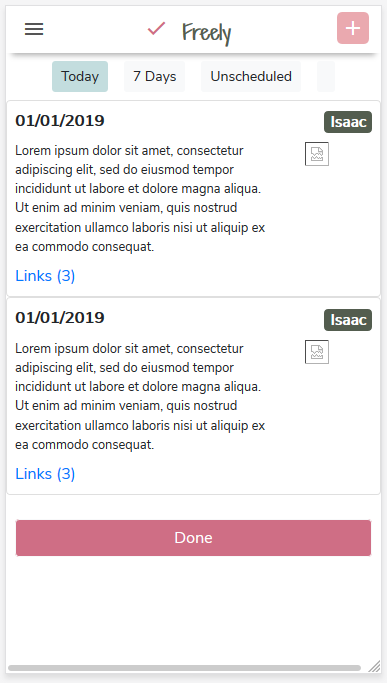 Freely
Today 7 Days Unscheduled
01/01/2019 Isaac
Lorem ipsum dolor sit amet, consectetur
adipiscing elit, sed do eiusmod tempor
incididunt ut labore et dolore magna aliqua.
Ut enim ad minim veniam, quis nostrud
exercitation ullamco laboris nisi ut aliquip ex
ea commodo consequat.
Links (3)
01/01/2019 Isaac
Lorem ipsum dolor sit amet, consectetur
adipiscing elit, sed do eiusmod tempor
incididunt ut labore et dolore magna aliqua.
Ut enim ad minim veniam, quis nostrud
exercitation ullamco laboris nisi ut aliquip ex
ea commodo consequat.
Links (3)
Done